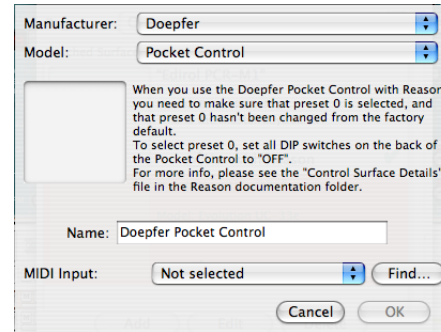 Manufacturer: Doepfer
Model: Pocket Control
When you use the Doepfer Pocket Control with Reason
you need to make sure that preset 0 is selected, and
that preset 0 hasn't been changed from the factory
default.
To select preset 0, set all DIP switches on the back of
the Pocket Control to "OFF".
For more info, please see the "Control Surface Details"
file in the Reason documentation folder.
Name: Doepfer Pocket Control
MIDI Input: Not selected Find...
Cancel OK